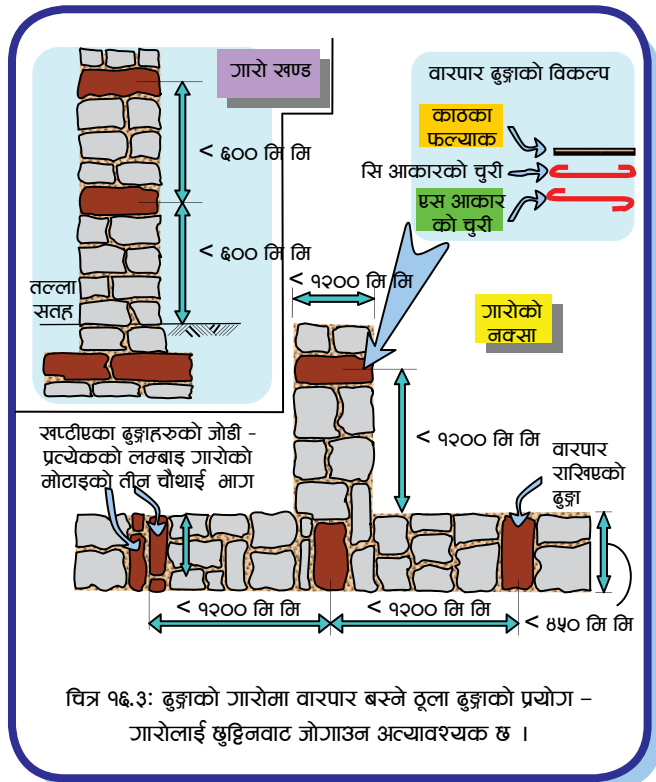 गारो खण्ड
< ६०० मि मि
< ६०० मि मि
तल्ला
सतह
वारपार ढुङ्गाको विकल्प
काठका
फल्याक
सि आकारको चुरी
एस आकार
को चुरी
< १२०० मि मि
गारोको
नक्सा
खप्टीएका ढुङ्गाहरुको जोडी -
प्रत्येकको लम्बाइ गारोको
मोटाइको तीन चौथाई भाग
< १२०० मि मि
वारपार
राखिएको
ढुङ्गा
< १२०० मि मि
< १२०० मि मि
< ४५० मि मि
चित्र १६.३: ढुङ्गाको गारोमा वारपार बस्ने ठूला ढुङ्गाको प्रयोग –
गारोलाई छुट्टिनवाट जोगाउन अत्यावश्यक छ ।